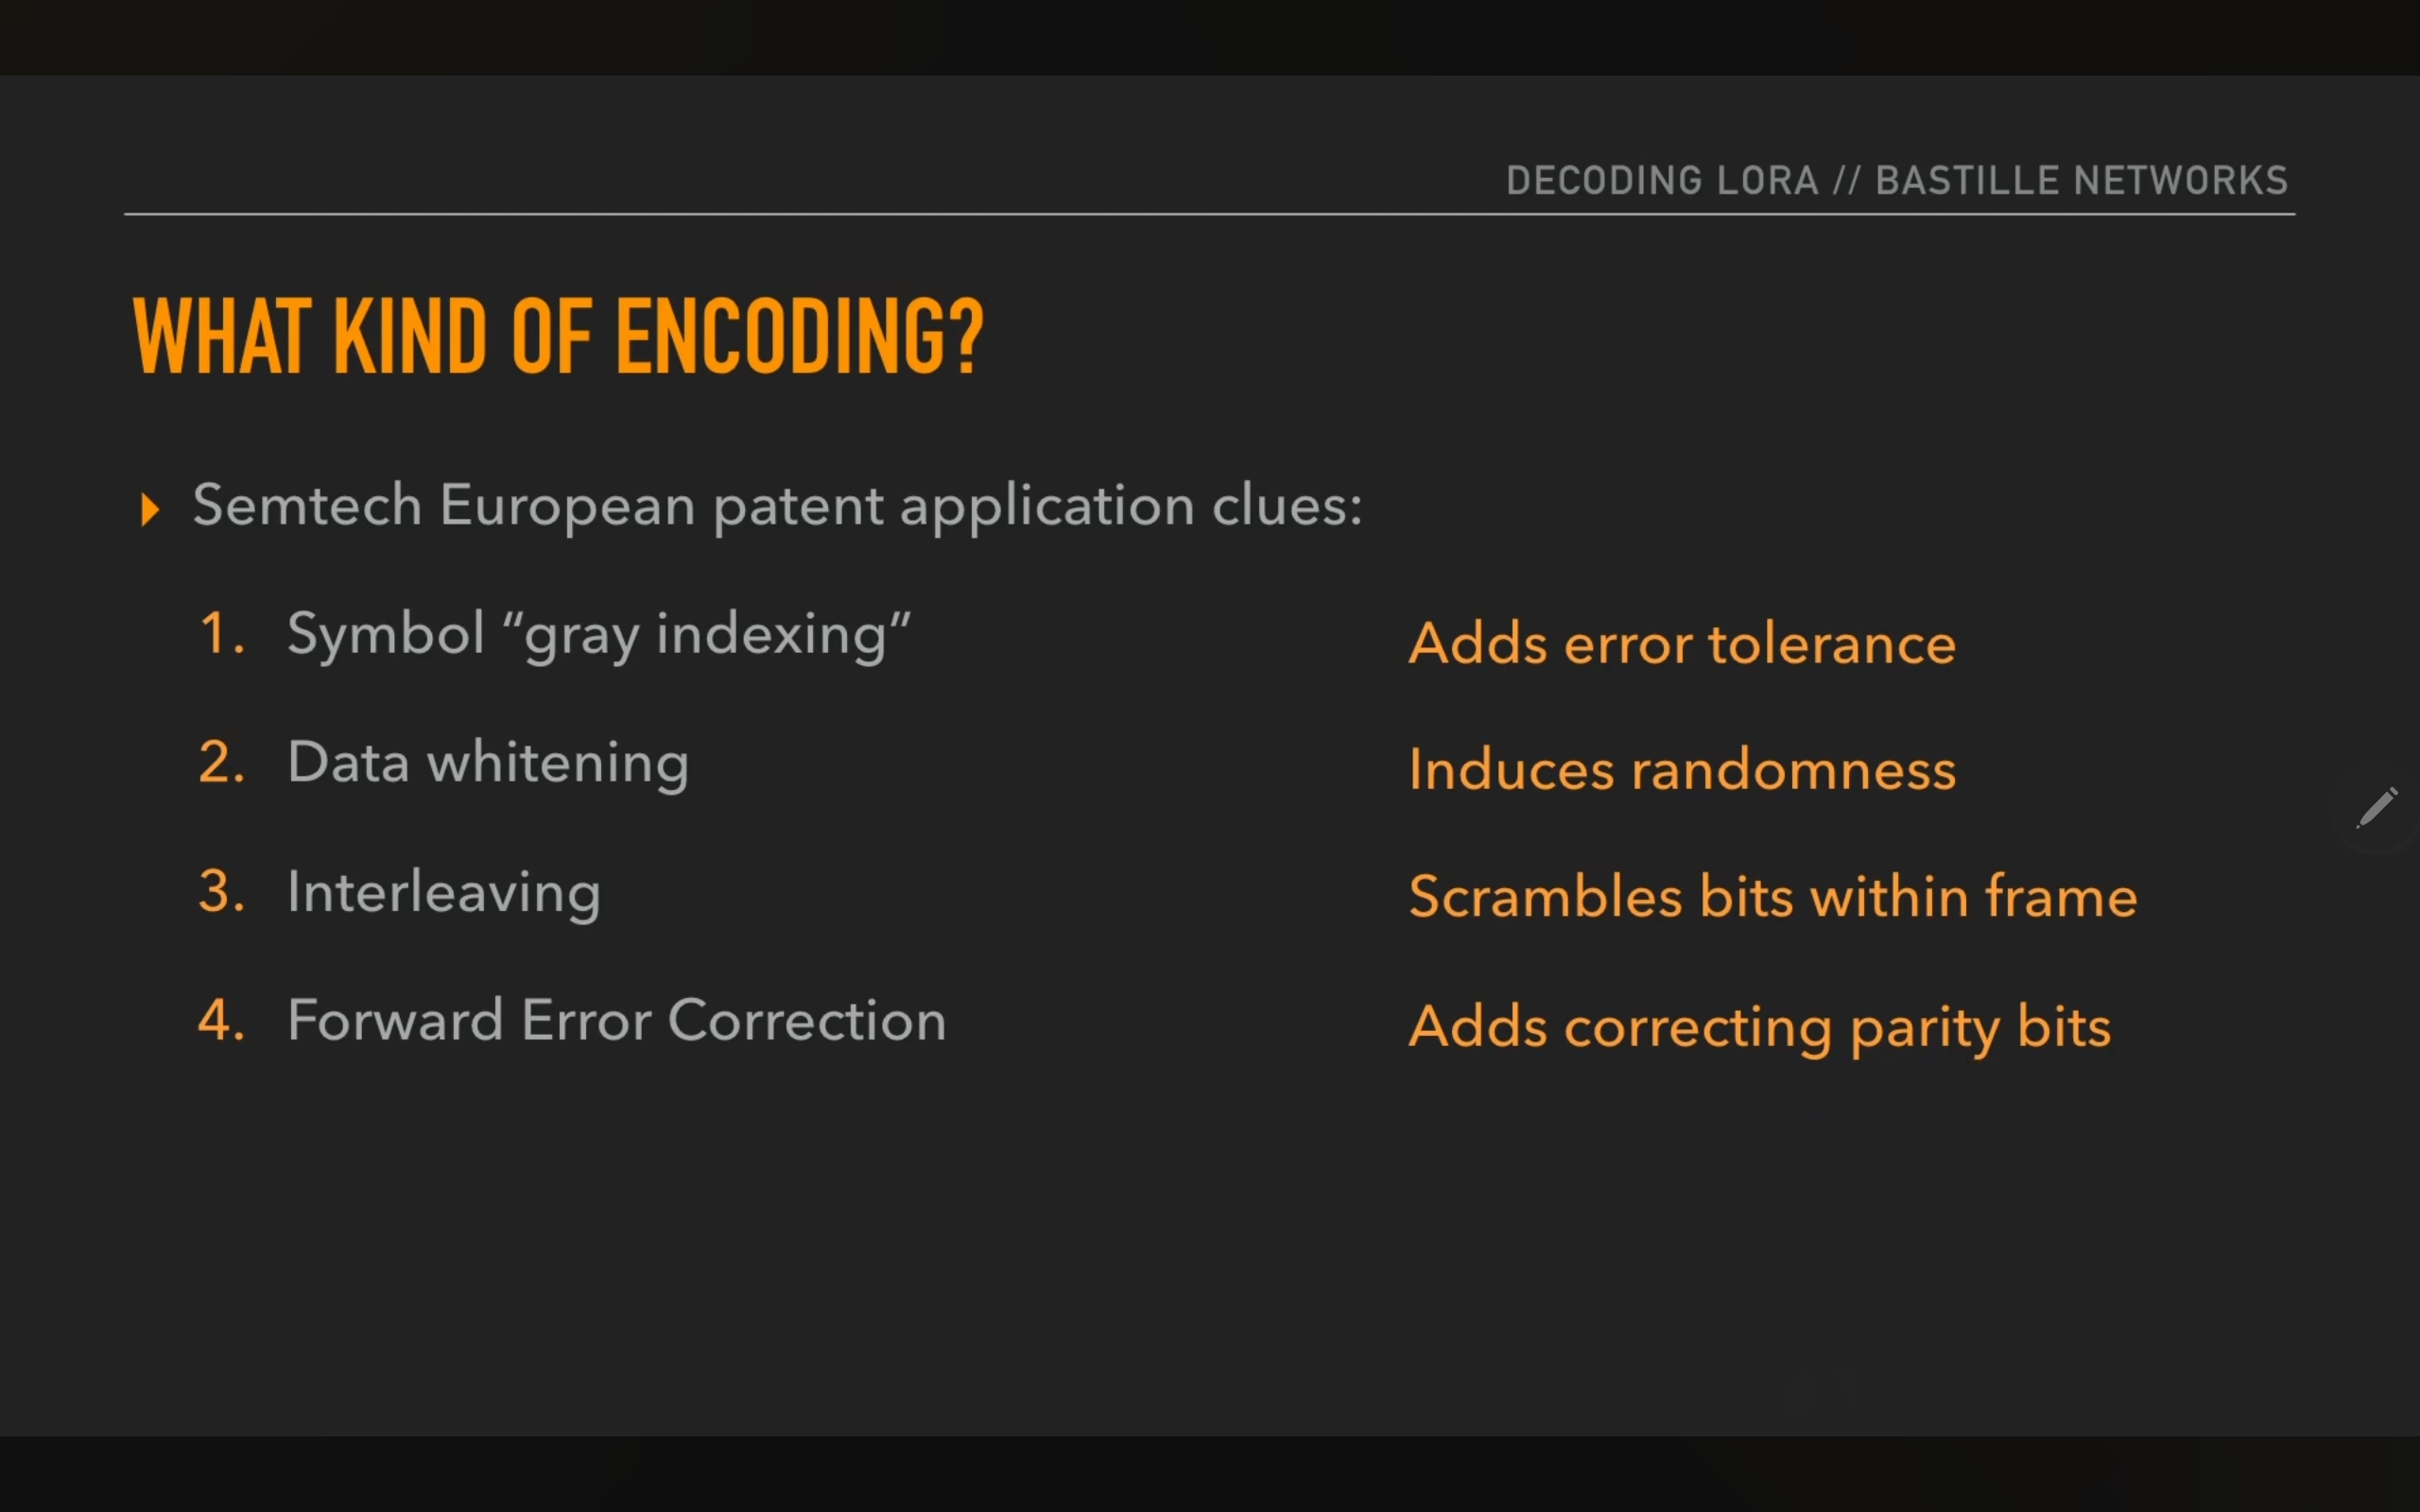 DECODING LORA // BASTILLE NETWORKS
WHAT KIND OF ENCODING?
Semtech European patent application clues:
1. Symbol “gray indexing” Adds error tolerance
2. Data whitening Induces randomness
3. Interleaving Scrambles bits within frame
4. Forward Error Correction Adds correcting parity bits